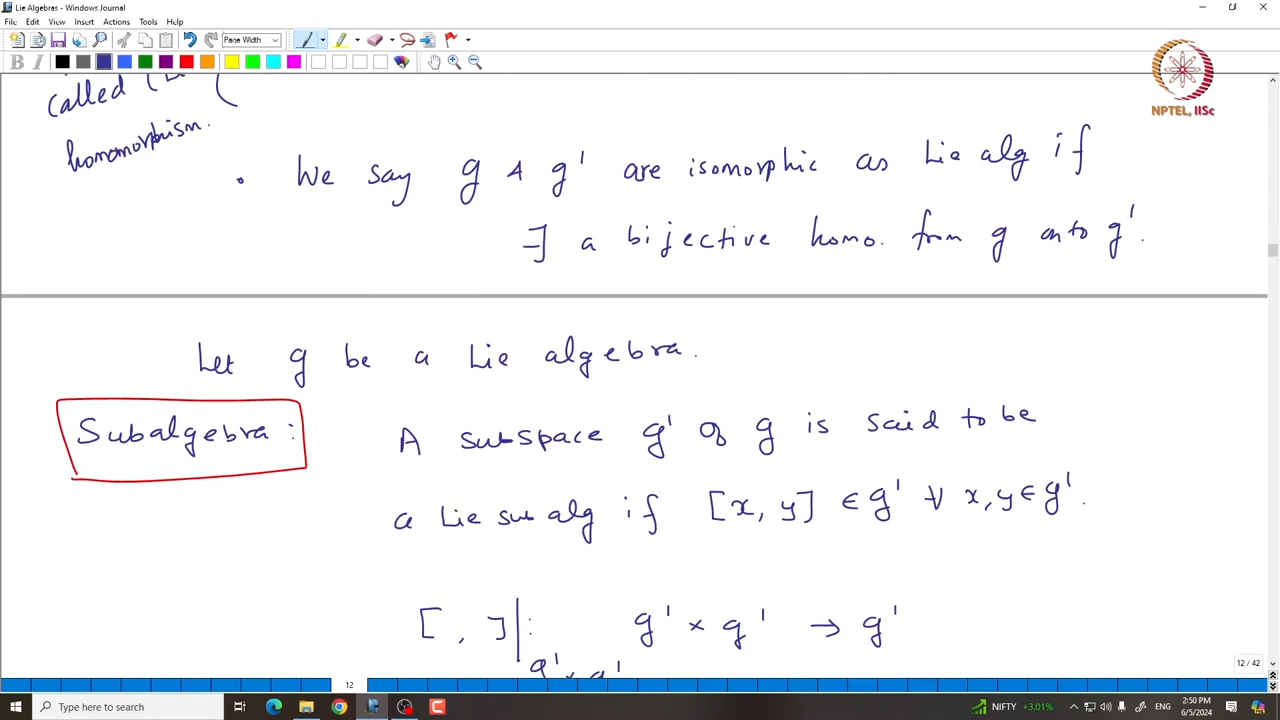 Lie Algebras - Windows Journal
File Edit View Insert Actions Tools Help
Page Width
B I
NPTEL, IISc
called
homomorphism.
. We say g & g' are isomorphic as Lie alg if
∃ a bijective homo. from g onto g'.
Let g be a Lie algebra.
Subalgebra: A subspace g' of g is said to be
a Lie sub alg if [x, y] ∈ g' ∀ x, y ∈ g'.
[ , ]|g' × g' : g' × g' → g'
12 / 42
12
Type here to search
NIFTY +3.01%
2:50 PM
6/5/2024